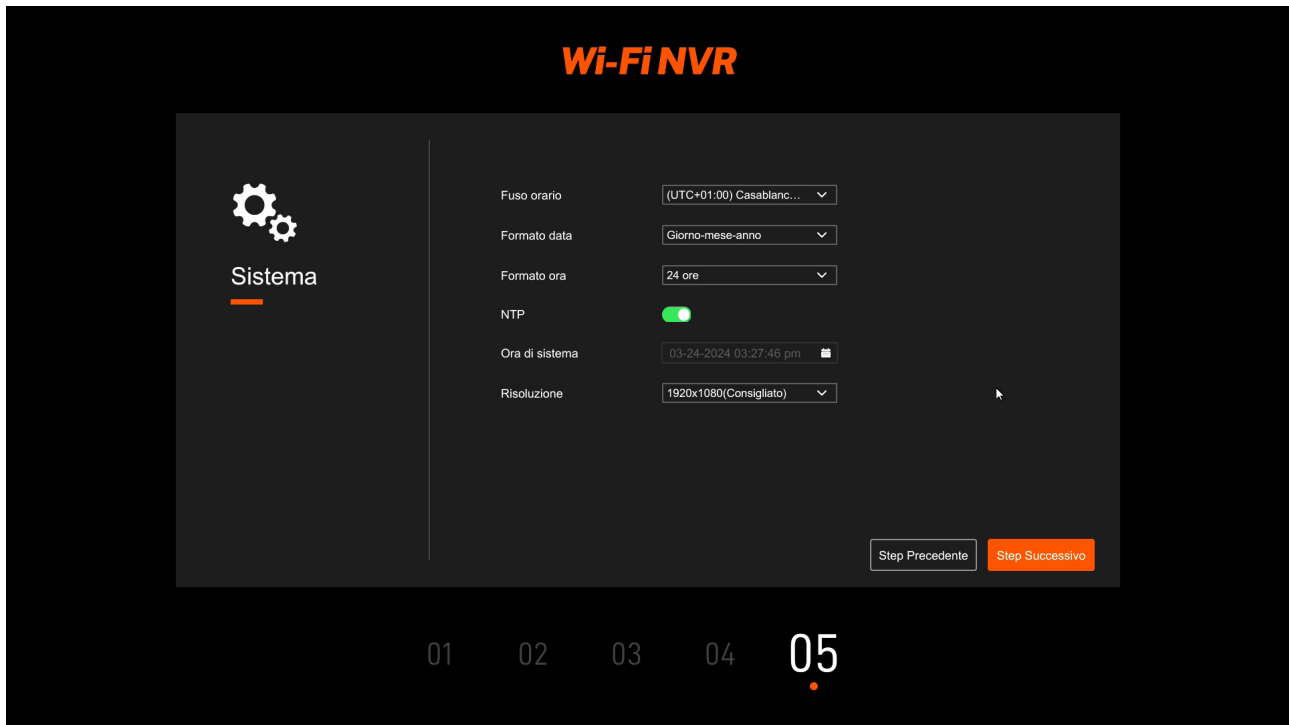 Wi-Fi NVR
Sistema
Fuso orario (UTC+01:00) Casablanc...
Formato data Giorno-mese-anno
Formato ora 24 ore
NTP
Ora di sistema 03-24-2024 03:27:46 pm
Risoluzione 1920x1080(Consigliato)
Step Precedente Step Successivo
01 02 03 04 05